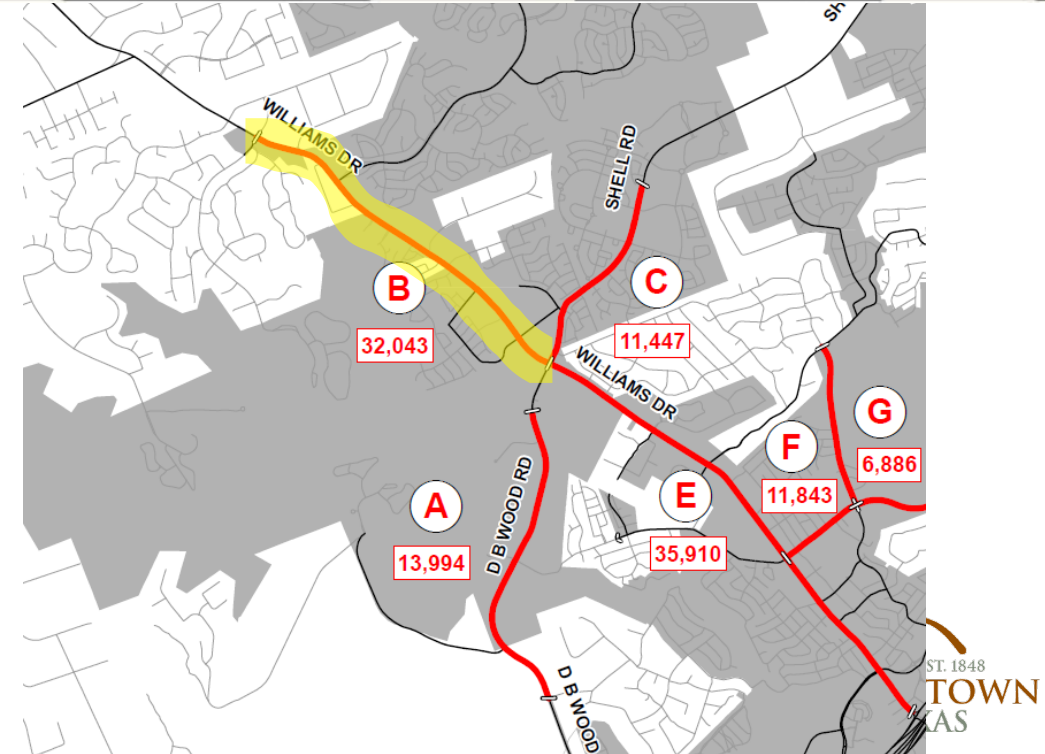 SH
WILLIAMS DR
SHELL RD
B
32,043
C
11,447
WILLIAMS DR
G
6,886
F
11,843
E
35,910
A
13,994
D B WOOD RD
D B WOOD
ST. 1848
TOWN
XAS